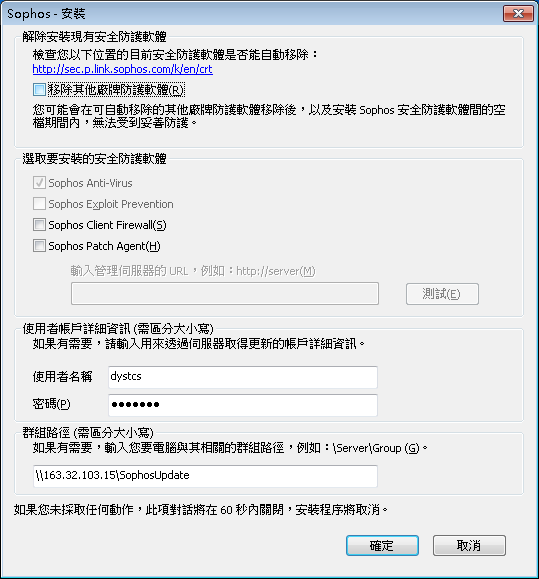 Sophos - 安裝
解除安裝現有安全防護軟體
檢查您以下位置的目前安全防護軟體是否能自動移除：
http://sec.p.link.sophos.com/k/en/crt
移除其他廠牌防護軟體(R)
您可能會在可自動移除的其他廠牌防護軟體移除後，以及安裝 Sophos 安全防護軟體間的空
檔期間內，無法受到妥善防護。
選取要安裝的安全防護軟體
Sophos Anti-Virus
Sophos Exploit Prevention
Sophos Client Firewall(S)
Sophos Patch Agent(H)
輸入管理伺服器的 URL，例如：http://server(M)
測試(E)
使用者帳戶詳細資訊 (需區分大小寫)
如果有需要，請輸入用來透過伺服器取得更新的帳戶詳細資訊。
使用者名稱 dystcs
密碼(P) ●●●●●●●
群組路徑 (需區分大小寫)
如果有需要，輸入您要電腦與其相關的群組路徑，例如：\Server\Group (G)。
\\163.32.103.15\SophosUpdate
如果您未採取任何動作，此項對話將在 60 秒內關閉，安裝程序將取消。
確定 取消